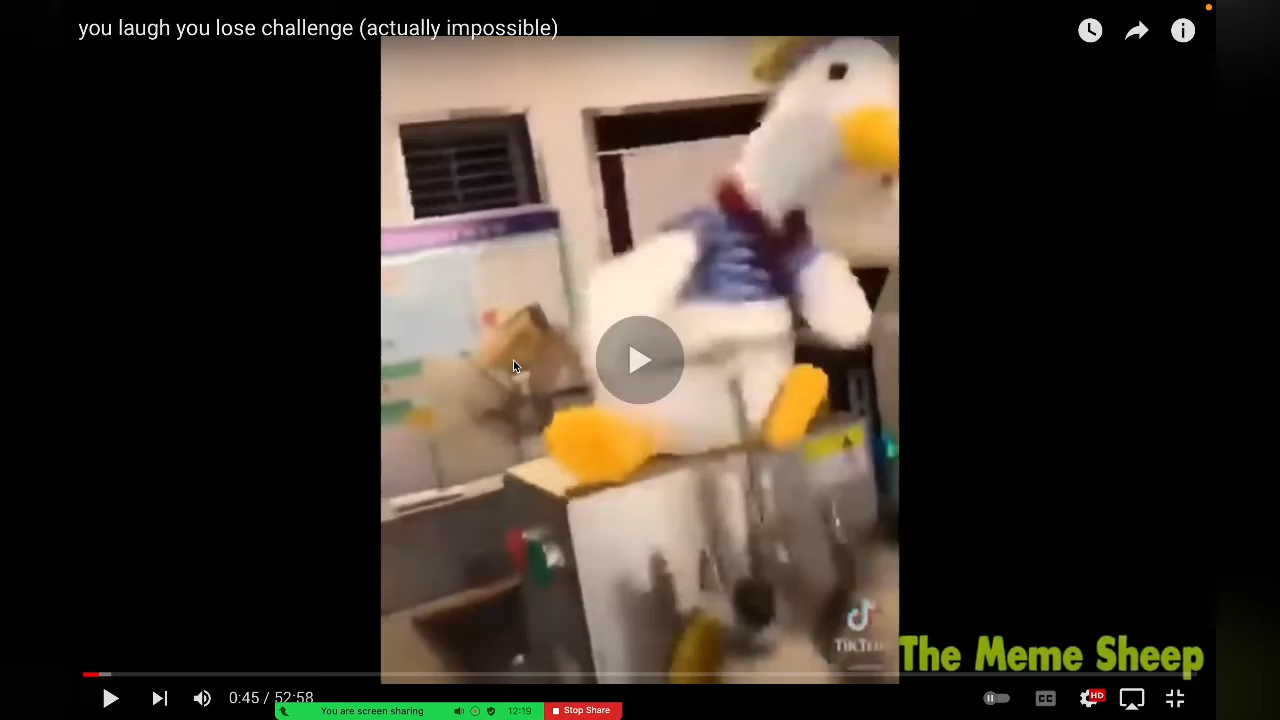 you laugh you lose challenge (actually impossible)
TikTok
The Meme Sheep
0:45 / 52:58
CC
HD
You are screen sharing
12:19
Stop Share